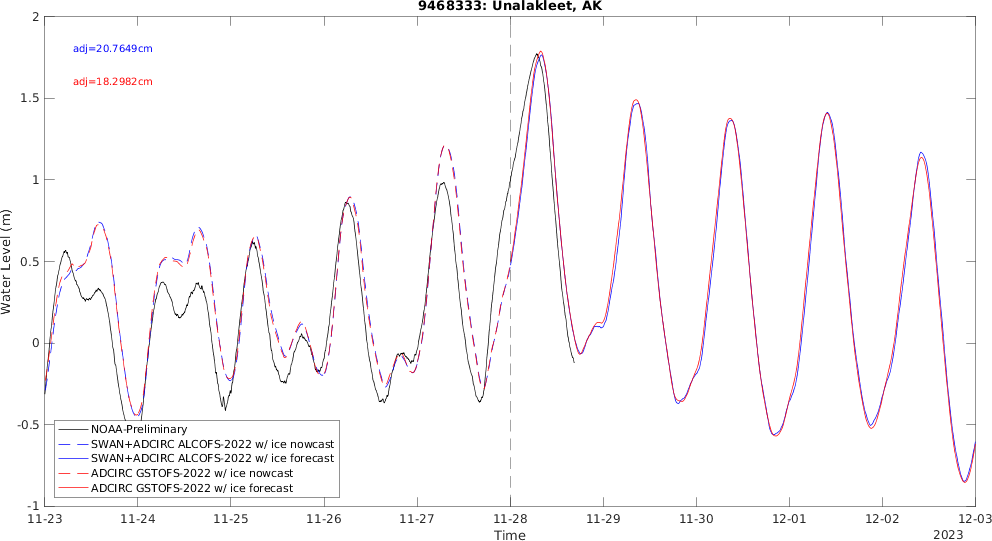 9468333: Unalakleet, AK
adj=20.7649cm
adj=18.2982cm
Water Level (m)
2
1.5
1
0.5
0
-0.5
-1
NOAA-Preliminary
SWAN+ADCIRC ALCOFS-2022 w/ ice nowcast
SWAN+ADCIRC ALCOFS-2022 w/ ice forecast
ADCIRC GSTOFS-2022 w/ ice nowcast
ADCIRC GSTOFS-2022 w/ ice forecast
11-23 11-24 11-25 11-26 11-27 11-28 11-29 11-30 12-01 12-02 12-03
Time
2023